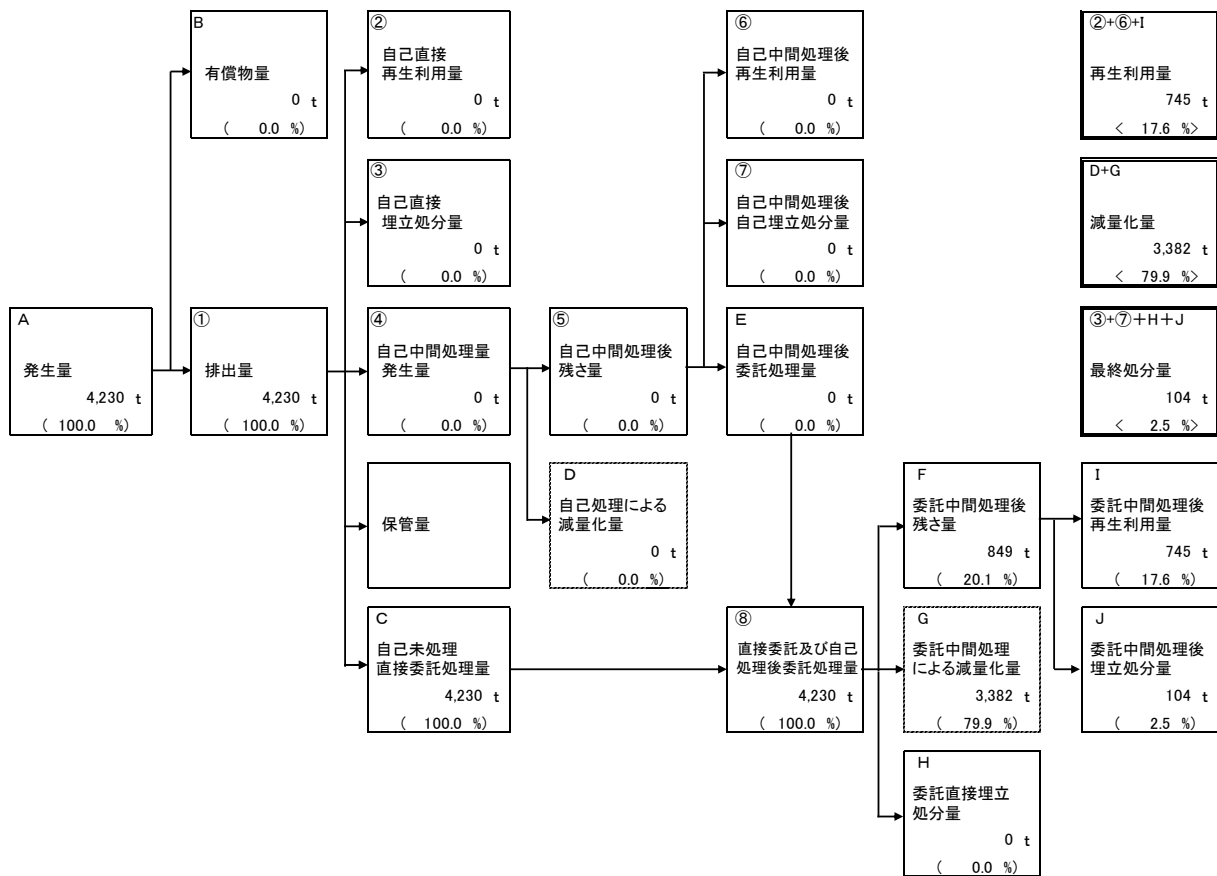 B
有償物量
0 t
( 0.0 %)
②
自己直接
再生利用量
0 t
( 0.0 %)
⑥
自己中間処理後
再生利用量
0 t
( 0.0 %)
②+⑥+I
再生利用量
745 t
< 17.6 %>
③
自己直接
埋立処分量
0 t
( 0.0 %)
⑦
自己中間処理後
自己埋立処分量
0 t
( 0.0 %)
D+G
減量化量
3,382 t
< 79.9 %>
A
発生量
4,230 t
( 100.0 %)
①
排出量
4,230 t
( 100.0 %)
④
自己中間処理量
発生量
0 t
( 0.0 %)
⑤
自己中間処理後
残さ量
0 t
( 0.0 %)
E
自己中間処理後
委託処理量
0 t
( 0.0 %)
③+⑦+H+J
最終処分量
104 t
< 2.5 %>
保管量
D
自己処理による
減量化量
0 t
( 0.0 %)
F
委託中間処理後
残さ量
849 t
( 20.1 %)
I
委託中間処理後
再生利用量
745 t
( 17.6 %)
C
自己未処理
直接委託処理量
4,230 t
( 100.0 %)
⑧
直接委託及び自己
処理後委託処理量
4,230 t
( 100.0 %)
G
委託中間処理
による減量化量
3,382 t
( 79.9 %)
J
委託中間処理後
埋立処分量
104 t
( 2.5 %)
H
委託直接埋立
処分量
0 t
( 0.0 %)